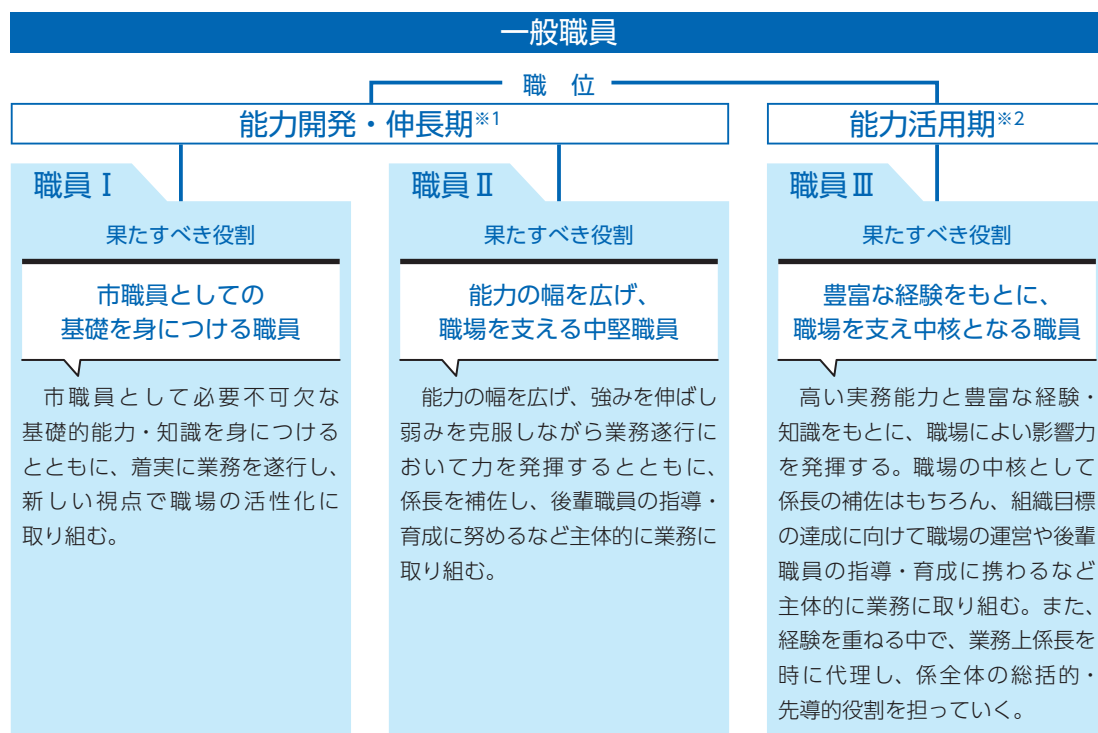 一般職員
職 位
能力開発・伸長期※1
能力活用期※2
職員Ⅰ
果たすべき役割
市職員としての
基礎を身につける職員
市職員として必要不可欠な
基礎的能力・知識を身につける
とともに、着実に業務を遂行し、
新しい視点で職場の活性化に
取り組む。
職員Ⅱ
果たすべき役割
能力の幅を広げ、
職場を支える中堅職員
能力の幅を広げ、強みを伸ばし
弱みを克服しながら業務遂行に
おいて力を発揮するとともに、
係長を補佐し、後輩職員の指導・
育成に努めるなど主体的に業務に
取り組む。
職員Ⅲ
果たすべき役割
豊富な経験をもとに、
職場を支え中核となる職員
高い実務能力と豊富な経験・
知識をもとに、職場によい影響力
を発揮する。職場の中核として
係長の補佐はもちろん、組織目標
の達成に向けて職場の運営や後輩
職員の指導・育成に携わるなど
主体的に業務に取り組む。また、
経験を重ねる中で、業務上係長を
時に代理し、係全体の総括的・
先導的役割を担っていく。